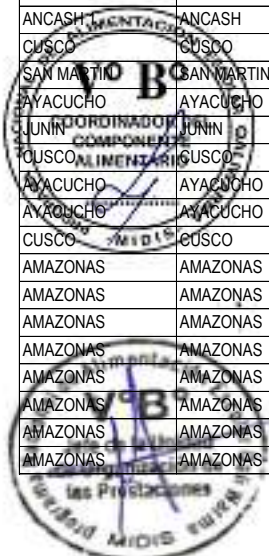 ANCASH 1 ANCASH
CUSCO CUSCO
SAN MARTIN SAN MARTIN
AYACUCHO AYACUCHO
JUNIN JUNIN
CUSCO CUSCO
AYACUCHO AYACUCHO
AYACUCHO AYACUCHO
CUSCO CUSCO
AMAZONAS AMAZONAS
AMAZONAS AMAZONAS
AMAZONAS AMAZONAS
AMAZONAS AMAZONAS
AMAZONAS AMAZONAS
AMAZONAS AMAZONAS
AMAZONAS AMAZONAS
AMAZONAS AMAZONAS
V° B°
COORDINADOR
COMPONENTE
ALIMENTARIO
MIDIS
V° B°
las Prestaciones
MIDIS